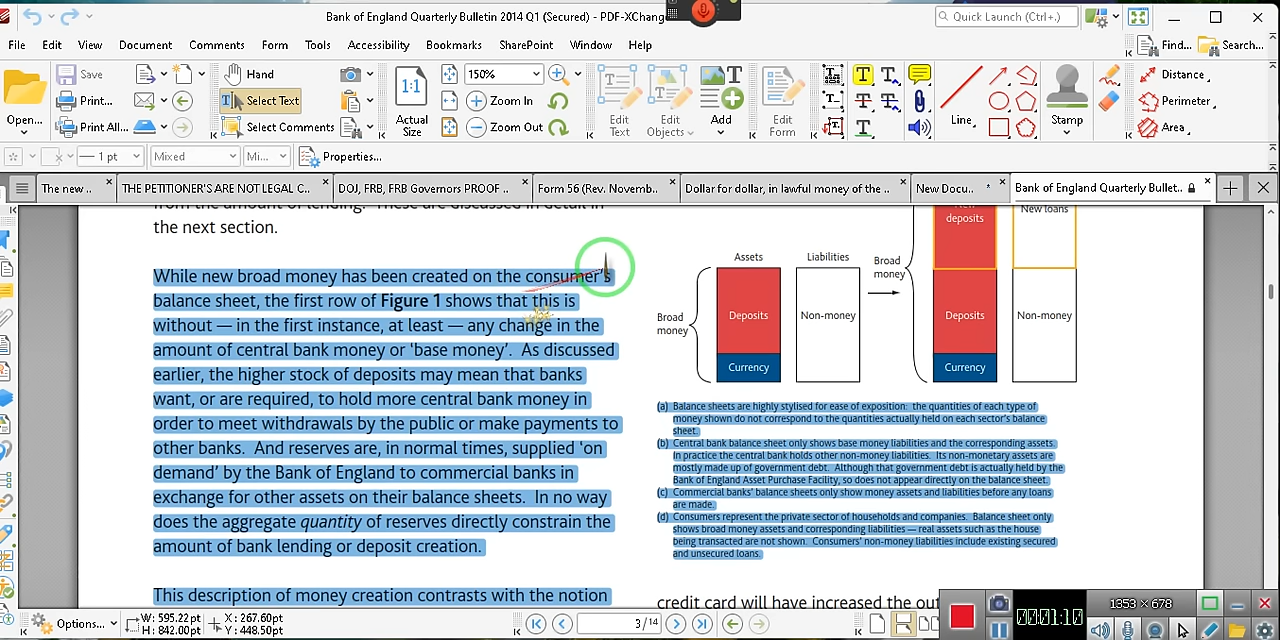 Bank of England Quarterly Bulletin 2014 Q1 (Secured) - PDF-XChang
Quick Launch (Ctrl+.)
File Edit View Document Comments Form Tools Accessibility Bookmarks SharePoint Window Help
Find...
Search...
Open...
Save
Print...
Print All...
Hand
Select Text
Select Comments
1:1
Actual
Size
150%
Zoom In
Zoom Out
Edit
Text
Edit
Objects
Add
Edit
Form
Line
Stamp
Distance
Perimeter
Area
1 pt
Mixed
Mi...
Properties...
The new ..
THE PETITIONER'S ARE NOT LEGAL C...
DOJ, FRB, FRB Governors PROOF ..
Form 56 (Rev. Novemb..
Dollar for dollar, in lawful money of the ..
New Docu.. *
Bank of England Quarterly Bullet..
from the amount of lending. These are discussed in detail in
the next section.
While new broad money has been created on the consumer's
balance sheet, the first row of Figure 1 shows that this is
without — in the first instance, at least — any change in the
amount of central bank money or 'base money'. As discussed
earlier, the higher stock of deposits may mean that banks
want, or are required, to hold more central bank money in
order to meet withdrawals by the public or make payments to
other banks. And reserves are, in normal times, supplied 'on
demand' by the Bank of England to commercial banks in
exchange for other assets on their balance sheets. In no way
does the aggregate quantity of reserves directly constrain the
amount of bank lending or deposit creation.
This description of money creation contrasts with the notion
New
deposits
New loans
Assets
Liabilities
Broad
money
Broad
money
Deposits
Non-money
Deposits
Non-money
Currency
Currency
(a) Balance sheets are highly stylised for ease of exposition: the quantities of each type of
money shown do not correspond to the quantities actually held on each sector's balance
sheet.
(b) Central bank balance sheet only shows base money liabilities and the corresponding assets.
In practice the central bank holds other non-money liabilities. Its non-monetary assets are
mostly made up of government debt. Although that government debt is actually held by the
Bank of England Asset Purchase Facility, so does not appear directly on the balance sheet.
(c) Commercial banks' balance sheets only show money assets and liabilities before any loans
are made.
(d) Consumers represent the private sector of households and companies. Balance sheet only
shows broad money assets and corresponding liabilities — real assets such as the house
being transacted are not shown. Consumers' non-money liabilities include existing secured
and unsecured loans.
credit card will have increased the out
Options...
W: 595.22pt
H: 842.00pt
X: 267.60pt
Y: 448.50pt
3 / 14
1353 × 678